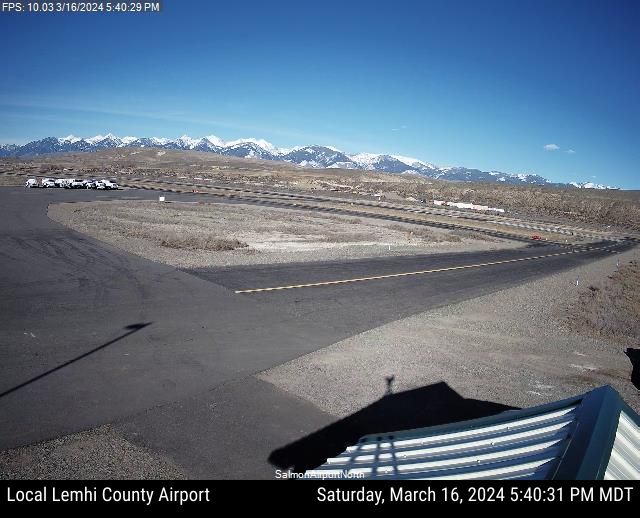 FPS: 10.03 3/16/2024 5:40:29 PM
SalmonAirportNorth
Local Lemhi County Airport Saturday, March 16, 2024 5:40:31 PM MDT